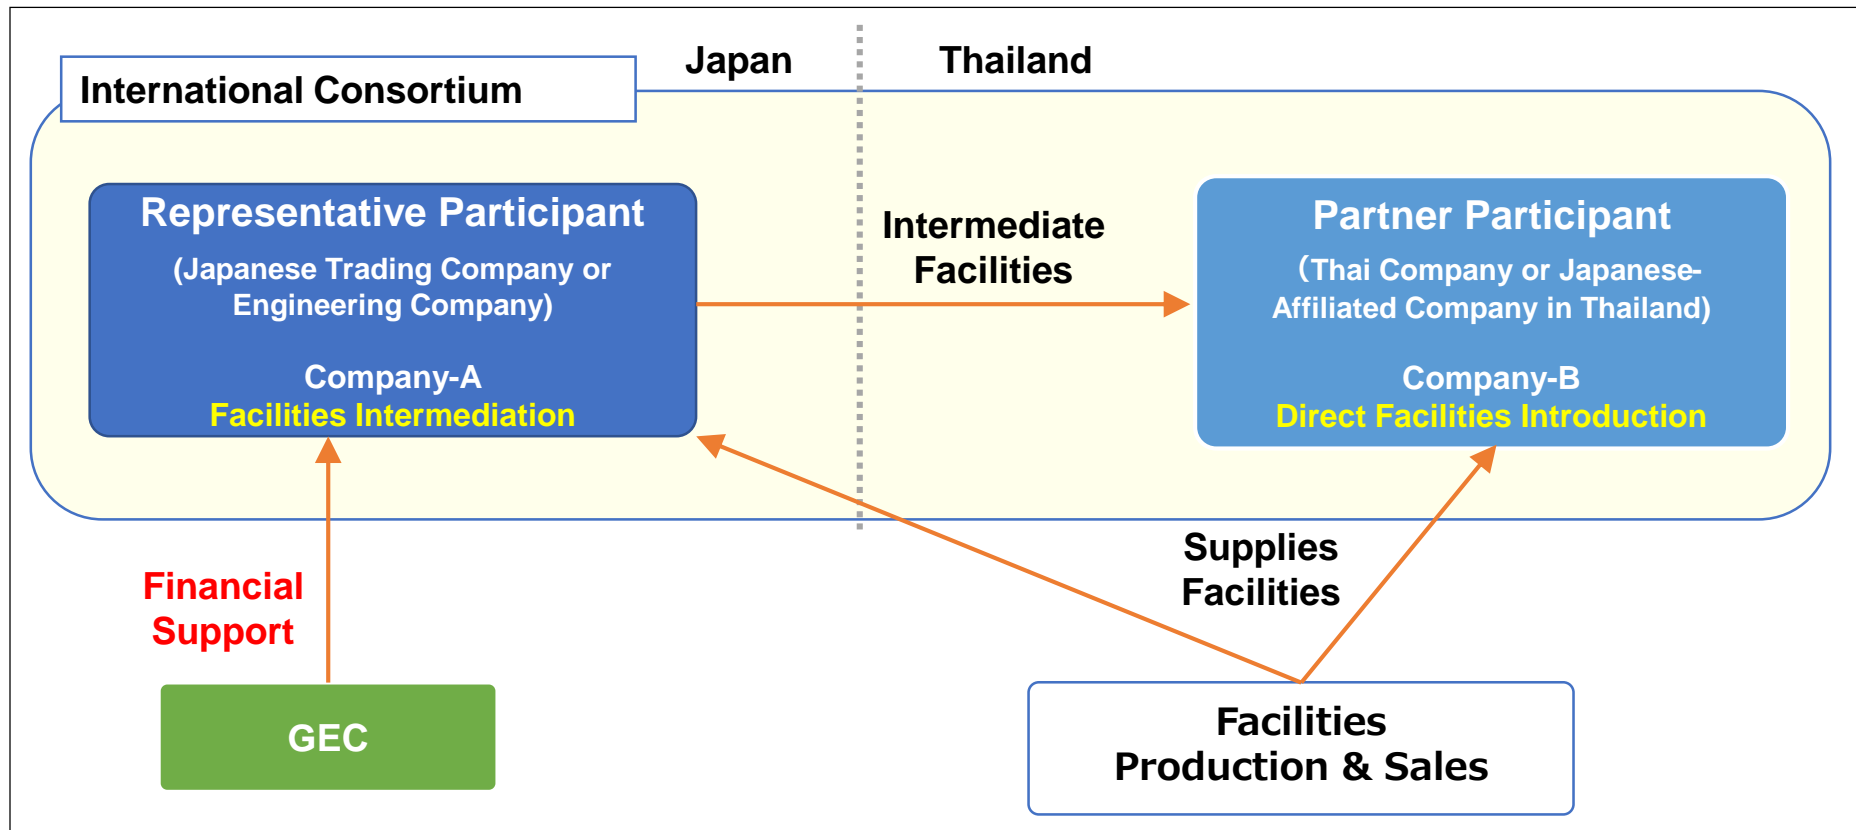 Japan
Thailand
International Consortium
Representative Participant
(Japanese Trading Company or
Engineering Company)
Company-A
Facilities Intermediation
Intermediate
Facilities
Partner Participant
（Thai Company or Japanese-
Affiliated Company in Thailand)
Company-B
Direct Facilities Introduction
Financial
Support
Supplies
Facilities
GEC
Facilities
Production & Sales